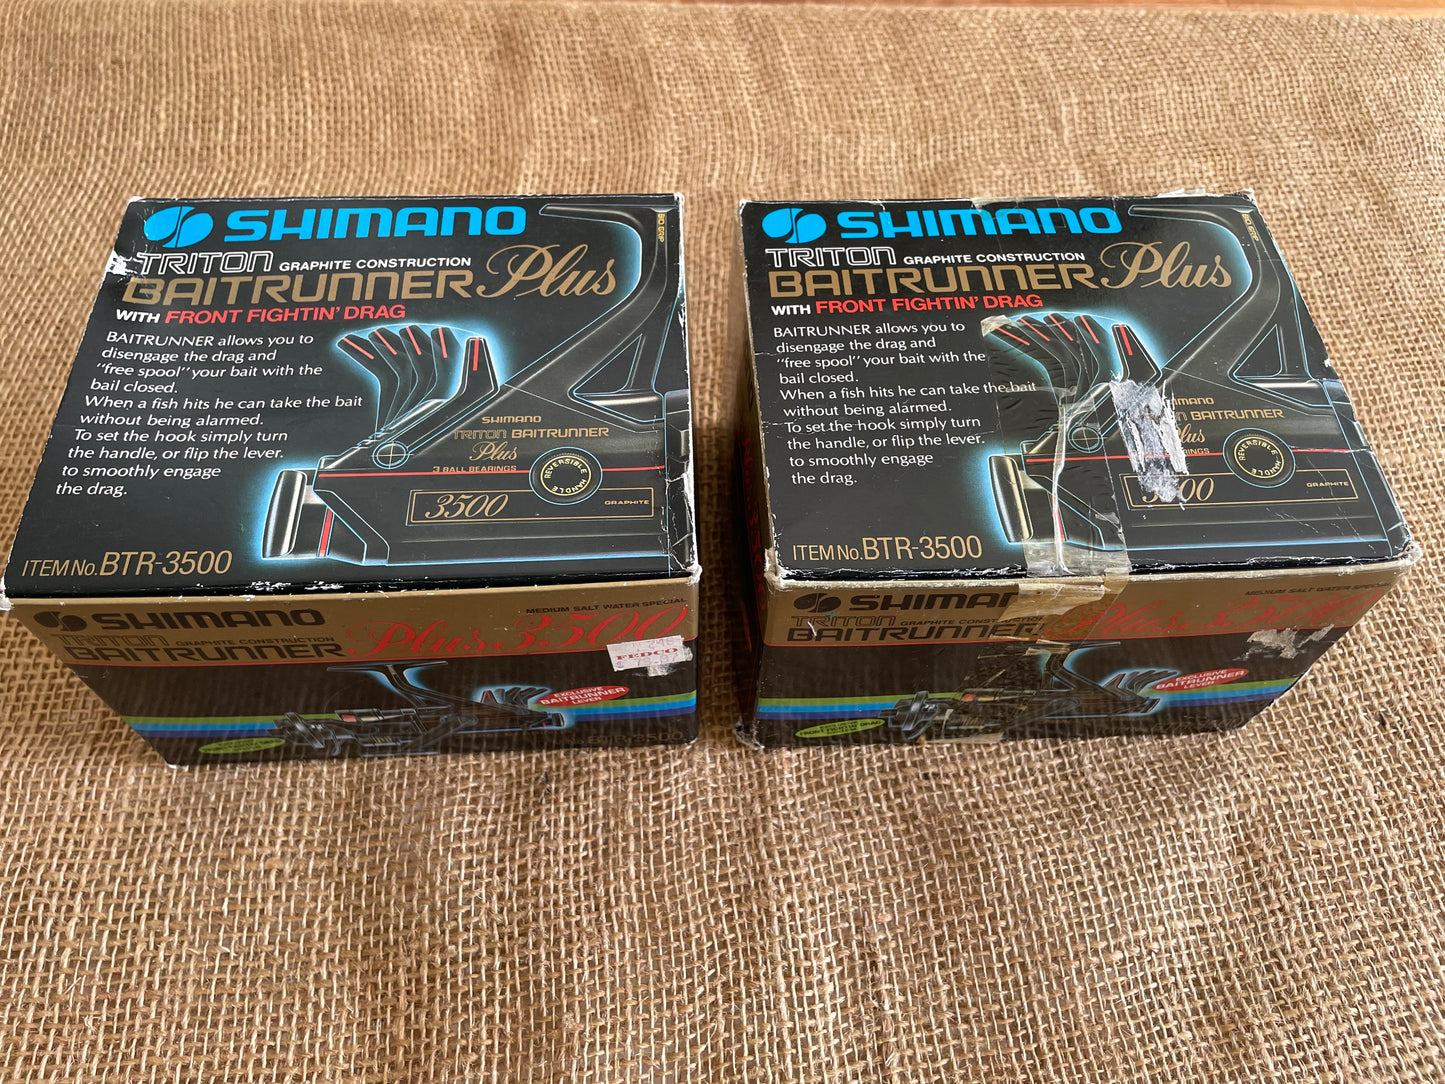 SHIMANO
TRITON GRAPHITE CONSTRUCTION
BAITRUNNER Plus
WITH FRONT FIGHTIN' DRAG
BAITRUNNER allows you to
disengage the drag and
"free spool" your bait with the
bail closed.
When a fish hits he can take the bait
without being alarmed.
To set the hook simply turn
the handle, or flip the lever.
to smoothly engage
the drag.
SHIMANO
TRITON BAITRUNNER
Plus
3 BALL BEARINGS
REVERSIBLE HANDLE
3500
GRAPHITE
ITEM No. BTR-3500
MEDIUM SALT WATER SPECIAL
SHIMANO
TRITON GRAPHITE CONSTRUCTION
BAITRUNNER Plus 3500
FEDCO
EXCLUSIVE
BAITRUNNER
LEVER
SHIMANO
TRITON GRAPHITE CONSTRUCTION
BAITRUNNER Plus
WITH FRONT FIGHTIN' DRAG
BAITRUNNER allows you to
disengage the drag and
"free spool" your bait with the
bail closed.
When a fish hits he can take the bait
without being alarmed.
To set the hook simply turn
the handle, or flip the lever.
to smoothly engage
the drag.
BAITRUNNER
Plus
REVERSIBLE HANDLE
GRAPHITE
ITEM No. BTR-3500
MEDIUM SALT WATER SPECIAL
TRITON GRAPHITE
BAITRUNNER
EXCLUSIVE
BAITRUNNER
LEVER
FRONT FIGHTIN' DRAG